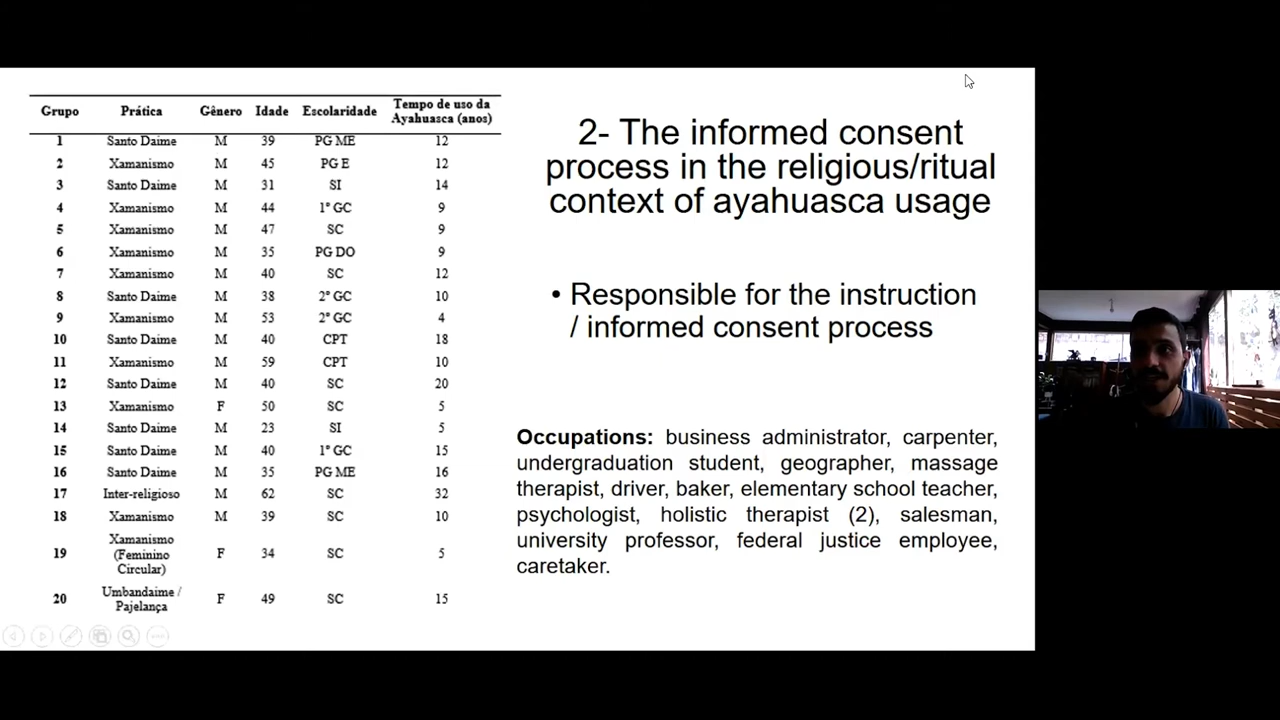 Grupo Prática Gênero Idade Escolaridade Tempo de uso da Ayahuasca (anos)
1 Santo Daime M 39 PG ME 12
2 Xamanismo M 45 PG E 12
3 Santo Daime M 31 SI 14
4 Xamanismo M 44 1º GC 9
5 Xamanismo M 47 SC 9
6 Xamanismo M 35 PG DO 9
7 Xamanismo M 40 SC 12
8 Santo Daime M 38 2º GC 10
9 Xamanismo M 53 2º GC 4
10 Santo Daime M 40 CPT 18
11 Xamanismo M 59 CPT 10
12 Santo Daime M 40 SC 20
13 Xamanismo F 50 SC 5
14 Santo Daime M 23 SI 5
15 Santo Daime M 40 1º GC 15
16 Santo Daime M 35 PG ME 16
17 Inter-religioso M 62 SC 32
18 Xamanismo M 39 SC 10
19 Xamanismo (Feminino Circular) F 34 SC 5
20 Umbandaime / Pajelança F 49 SC 15
2- The informed consent
process in the religious/ritual
context of ayahuasca usage
• Responsible for the instruction
/ informed consent process
Occupations: business administrator, carpenter,
undergraduation student, geographer, massage
therapist, driver, baker, elementary school teacher,
psychologist, holistic therapist (2), salesman,
university professor, federal justice employee,
caretaker.